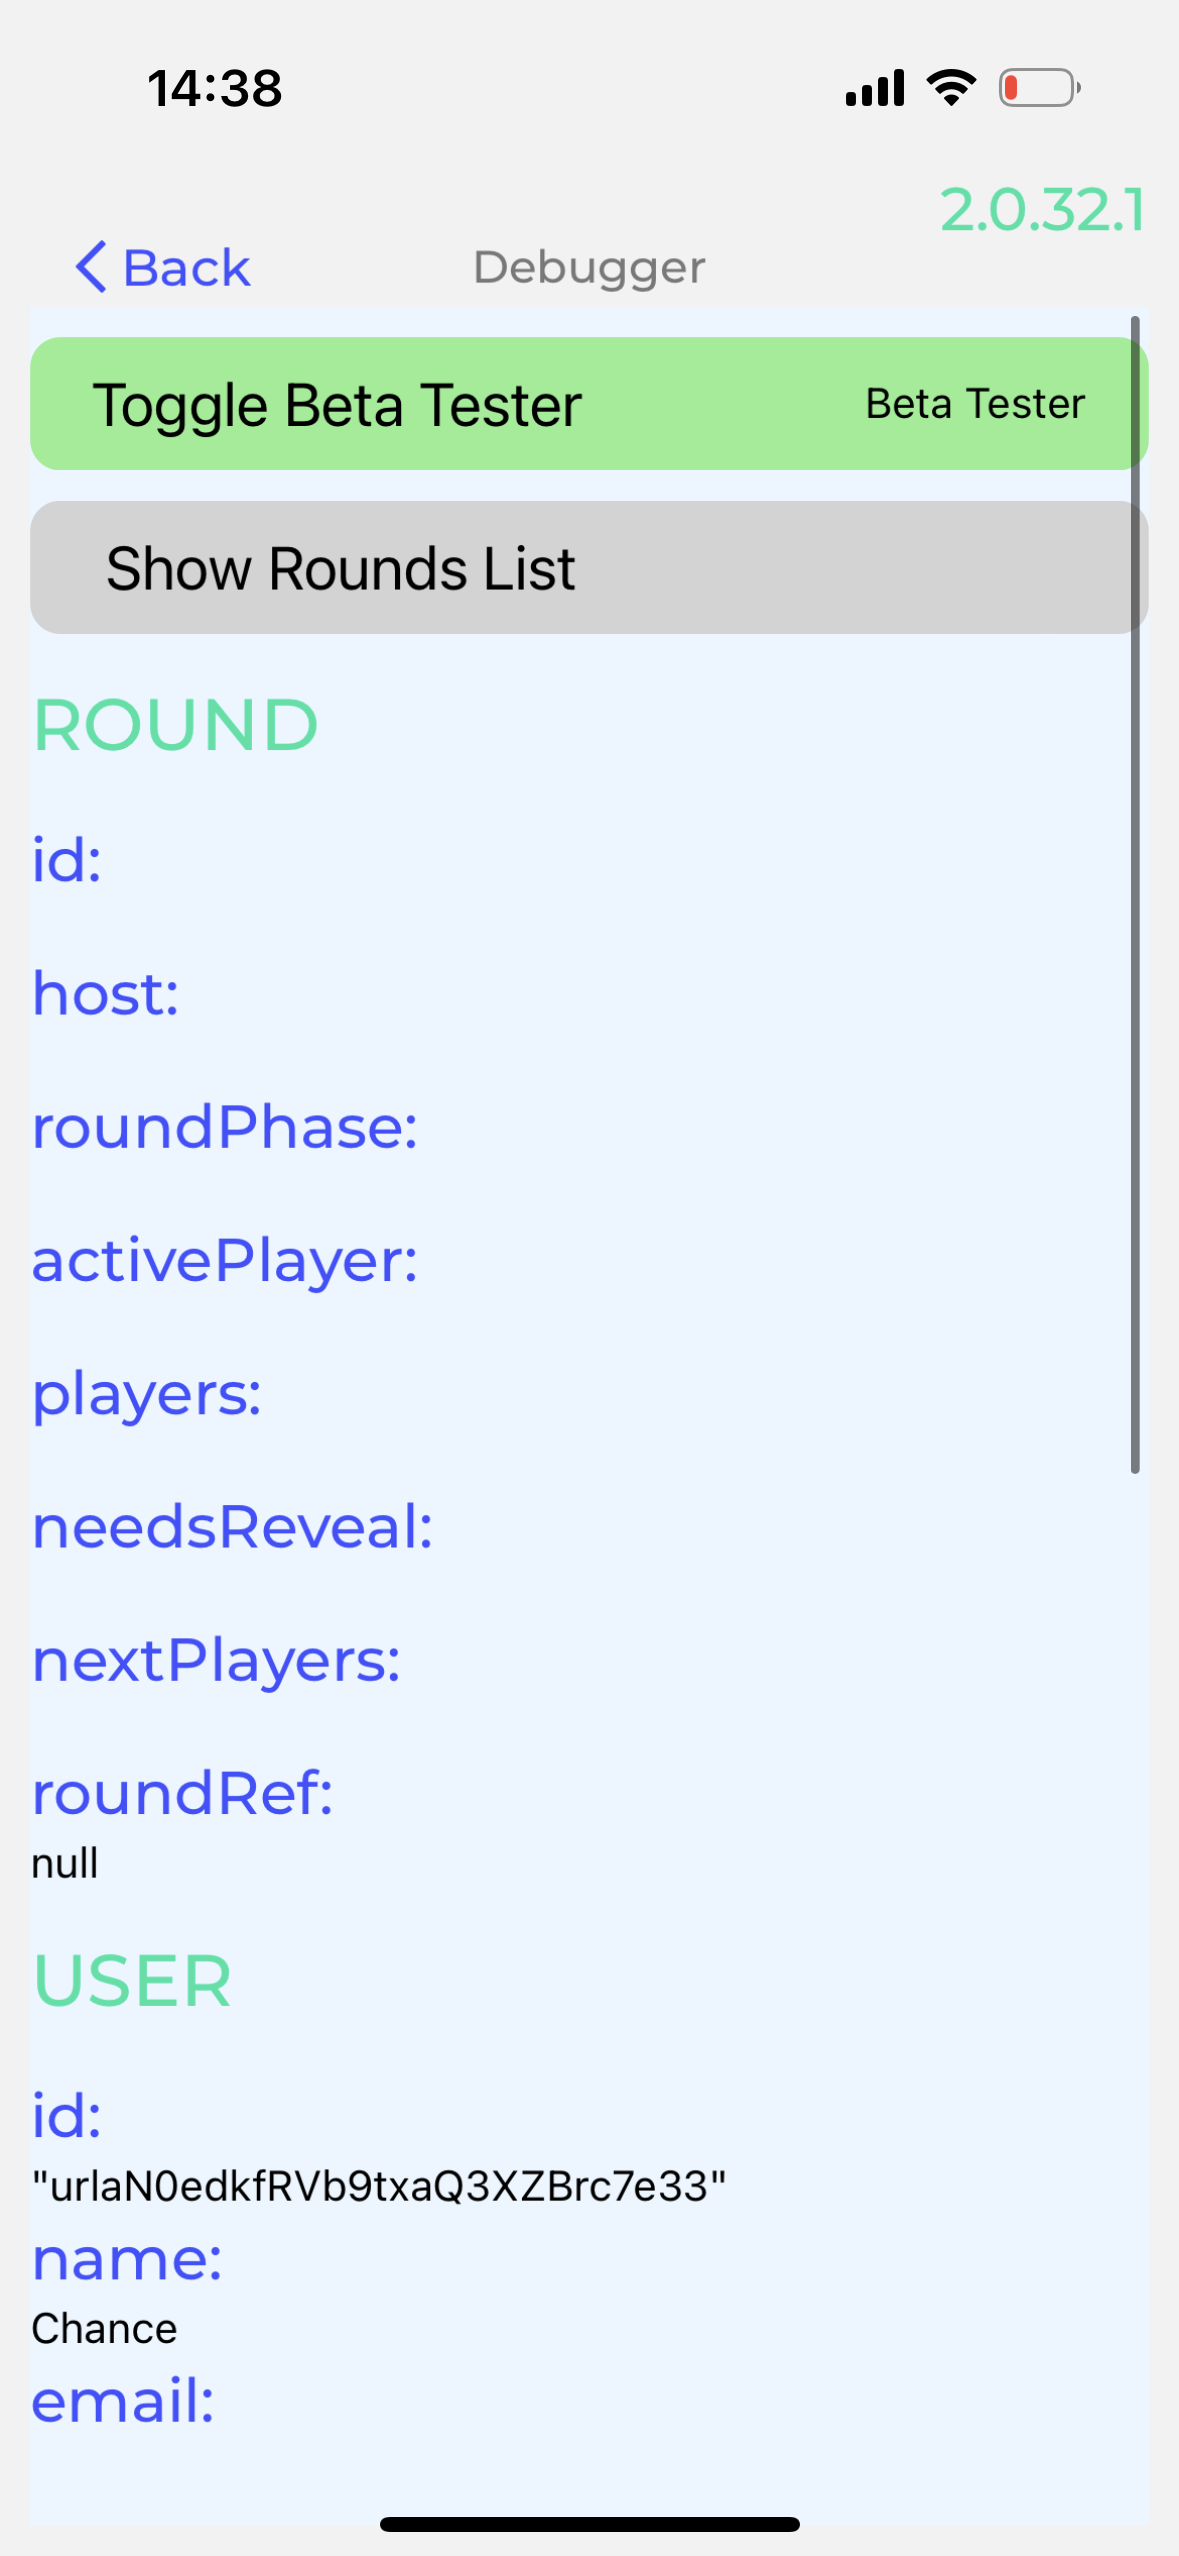 14:38
2.0.32.1
Back
Debugger
Toggle Beta Tester
Beta Tester
Show Rounds List
ROUND
id:
host:
roundPhase:
activePlayer:
players:
needsReveal:
nextPlayers:
roundRef:
null
USER
id:
"urlaN0edkfRVb9txaQ3XZBrc7e33"
name:
Chance
email: